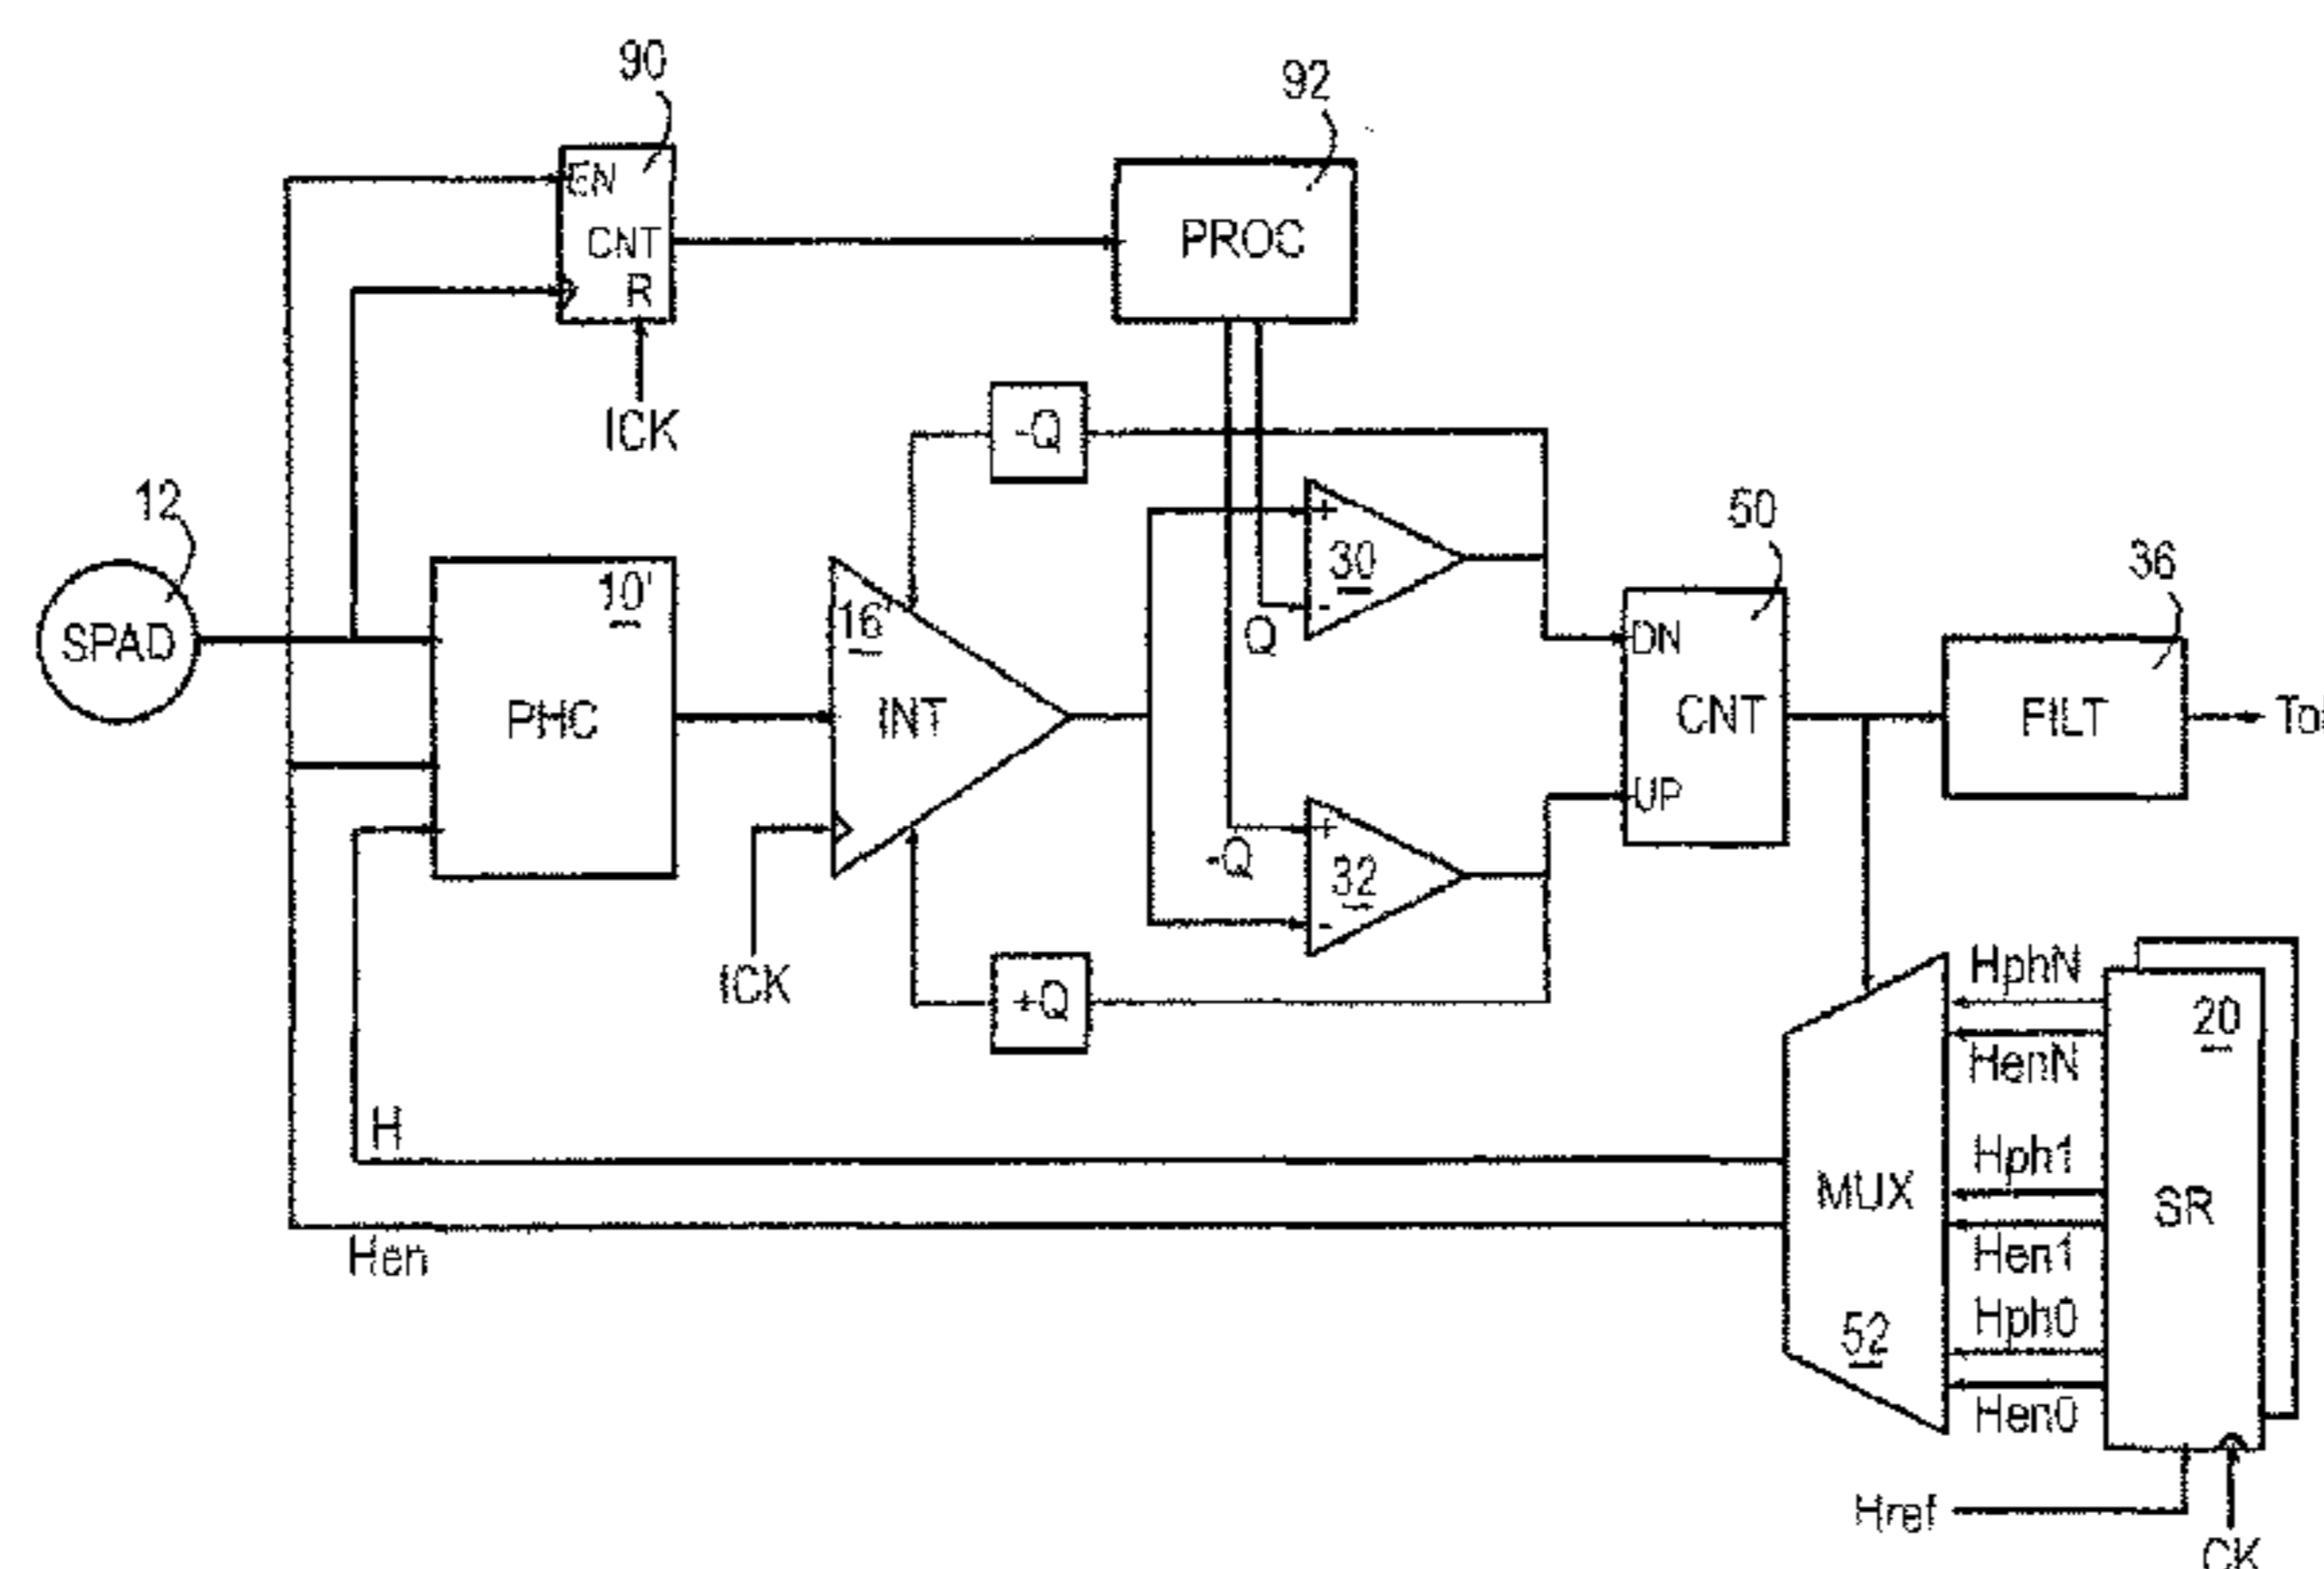 90
92
EN
CNT
R
PROC
ICK
-Q
12
SPAD
10'
PHC
16'
INT
30
Q
50
DN
CNT
UP
36
FILT
-Q
32
ICK
+Q
HphN
HenN
20
H
Hph1
MUX
SR
Hen1
Hen
Hph0
52
Hen0
Href
CK